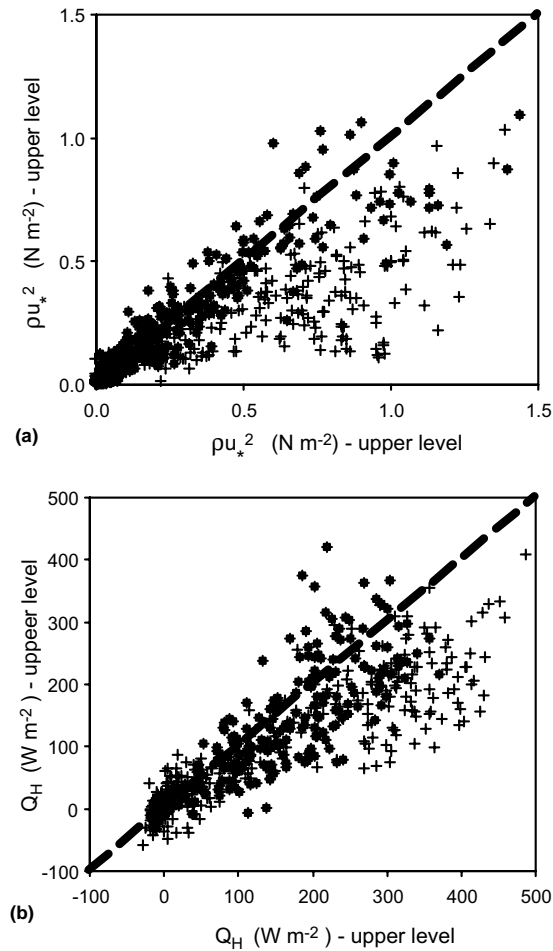 1.5
1.0
0.5
0.0
ρu*² (N m-2) - upper level
0.0 0.5 1.0 1.5
(a)
ρu*² (N m-2) - upper level
500
400
300
200
100
0
-100
QH (W m-2) - uppeer level
-100 0 100 200 300 400 500
(b)
QH (W m-2) - upper level